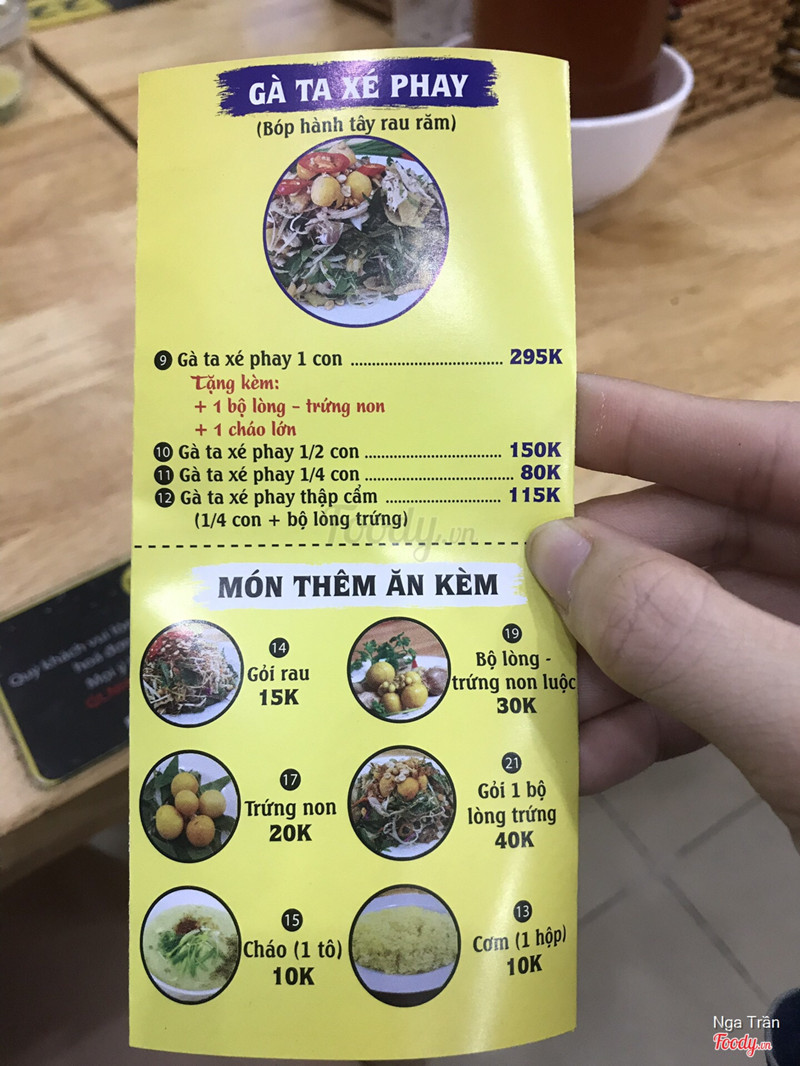 GÀ TA XÉ PHAY
(Bóp hành tây rau răm)
9 Gà ta xé phay 1 con ................................... 295K
Tặng kèm:
+ 1 bộ lòng - trứng non
+ 1 cháo lớn
10 Gà ta xé phay 1/2 con ................................ 150K
11 Gà ta xé phay 1/4 con ................................... 80K
12 Gà ta xé phay thập cẩm ........................... 115K
(1/4 con + bộ lòng trứng)
Foody.vn
MÓN THÊM ĂN KÈM
14
Gỏi rau
15K
19
Bộ lòng -
trứng non luộc
30K
17
Trứng non
20K
21
Gỏi 1 bộ
lòng trứng
40K
15
Cháo (1 tô)
10K
13
Cơm (1 hộp)
10K
Quý khách vui
hoá đơn
Nga Trần
Foody.vn